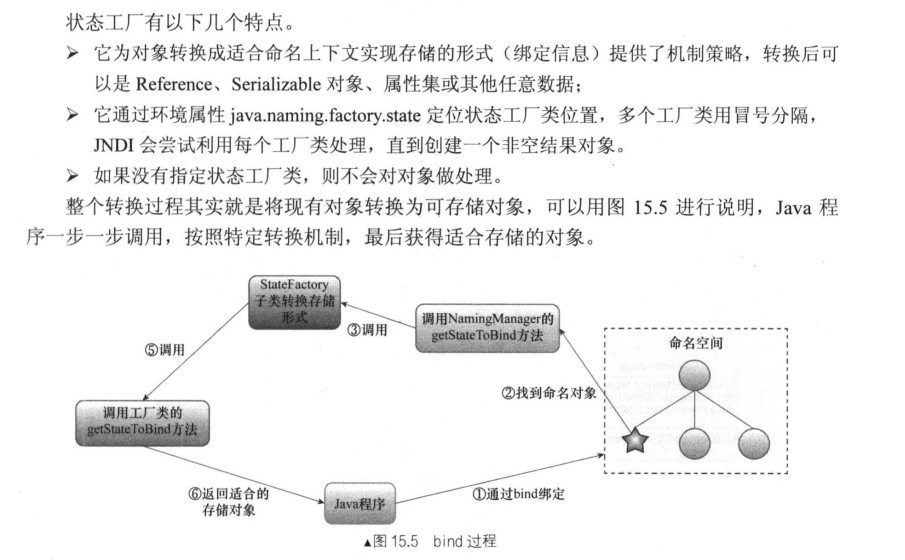 状态工厂有以下几个特点。
➢ 它为对象转换成适合命名上下文实现存储的形式（绑定信息）提供了机制策略，转换后可
以是 Reference、Serializable 对象、属性集或其他任意数据；
➢ 它通过环境属性 java.naming.factory.state 定位状态工厂类位置，多个工厂类用冒号分隔，
JNDI 会尝试利用每个工厂类处理，直到创建一个非空结果对象。
➢ 如果没有指定状态工厂类，则不会对对象做处理。
整个转换过程其实就是将现有对象转换为可存储对象，可以用图 15.5 进行说明，Java 程
序一步一步调用，按照特定转换机制，最后获得适合存储的对象。
StateFactory
子类转换存储
形式
③调用
调用NamingManager的
getStateToBind方法
命名空间
⑤调用
②找到命名对象
调用工厂类的
getStateToBind方法
⑥返回适合的
存储对象
Java程序
①通过bind绑定
▲图 15.5 bind 过程